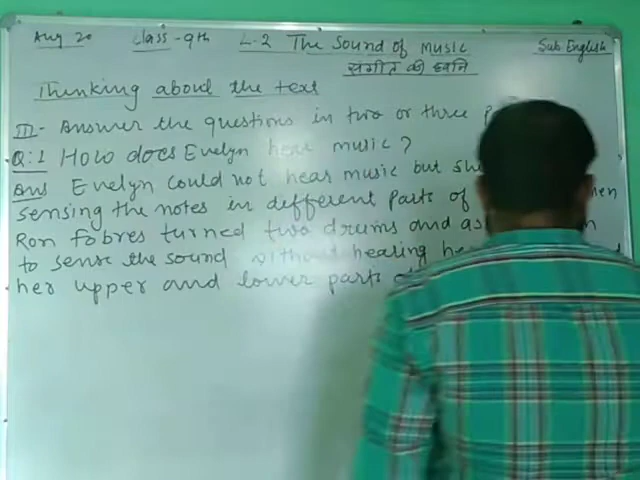 Aug 20 Class-9th L-2 The Sound of Music Sub English
संगीत की ध्वनि
Thinking about the text
III- Answer the questions in two or three
Q:1 How does Evelyn hear music?
Ans Evelyn could not hear music but
sensing the notes in different parts of
Ron fobres turned two drums and
to sense the sound without hearing
her upper and lower parts